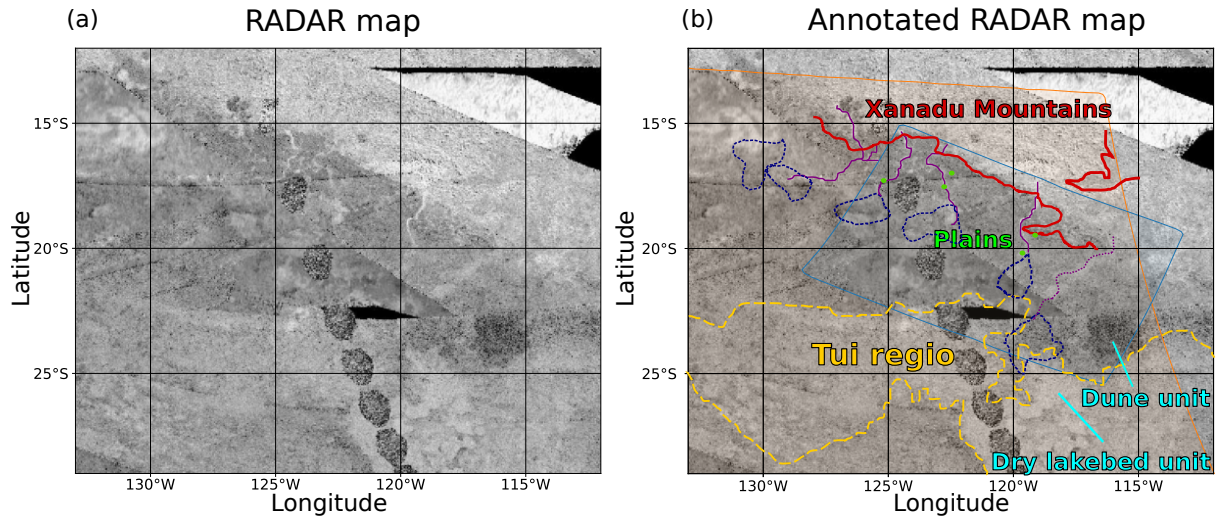 (a)
RADAR map
15°S
20°S
25°S
Latitude
130°W
125°W
120°W
115°W
Longitude
(b)
Annotated RADAR map
Xanadu Mountains
Plains
Tui regio
Dune unit
Dry lakebed unit
15°S
20°S
25°S
Latitude
130°W
125°W
120°W
115°W
Longitude